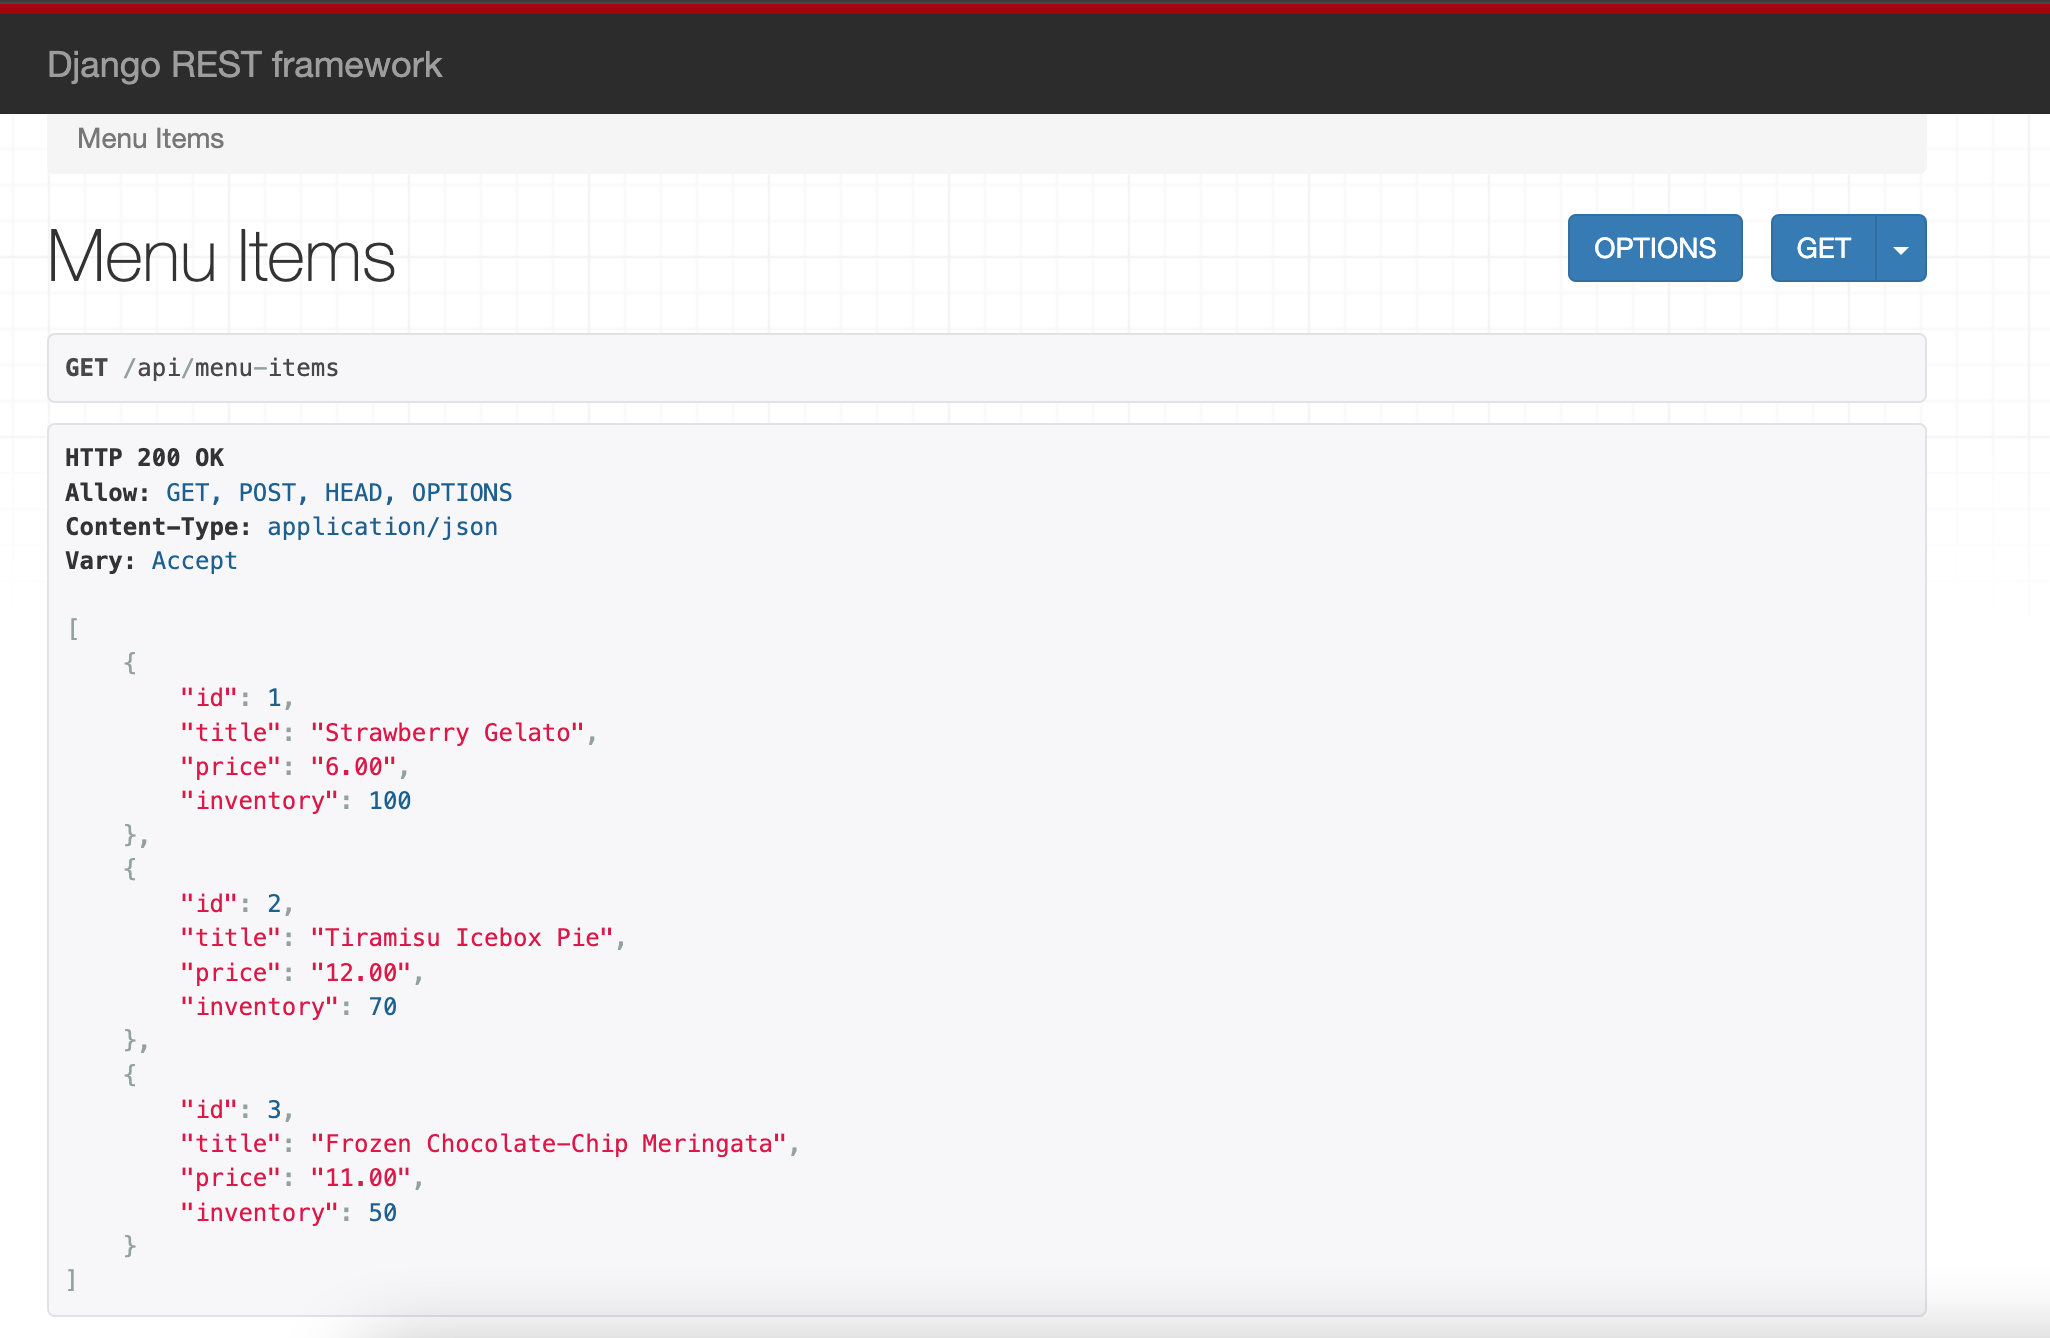 Django REST framework
Menu Items
Menu Items
OPTIONS
GET
GET /api/menu-items
HTTP 200 OK
Allow: GET, POST, HEAD, OPTIONS
Content-Type: application/json
Vary: Accept
[
    {
        "id": 1,
        "title": "Strawberry Gelato",
        "price": "6.00",
        "inventory": 100
    },
    {
        "id": 2,
        "title": "Tiramisu Icebox Pie",
        "price": "12.00",
        "inventory": 70
    },
    {
        "id": 3,
        "title": "Frozen Chocolate-Chip Meringata",
        "price": "11.00",
        "inventory": 50
    }
]